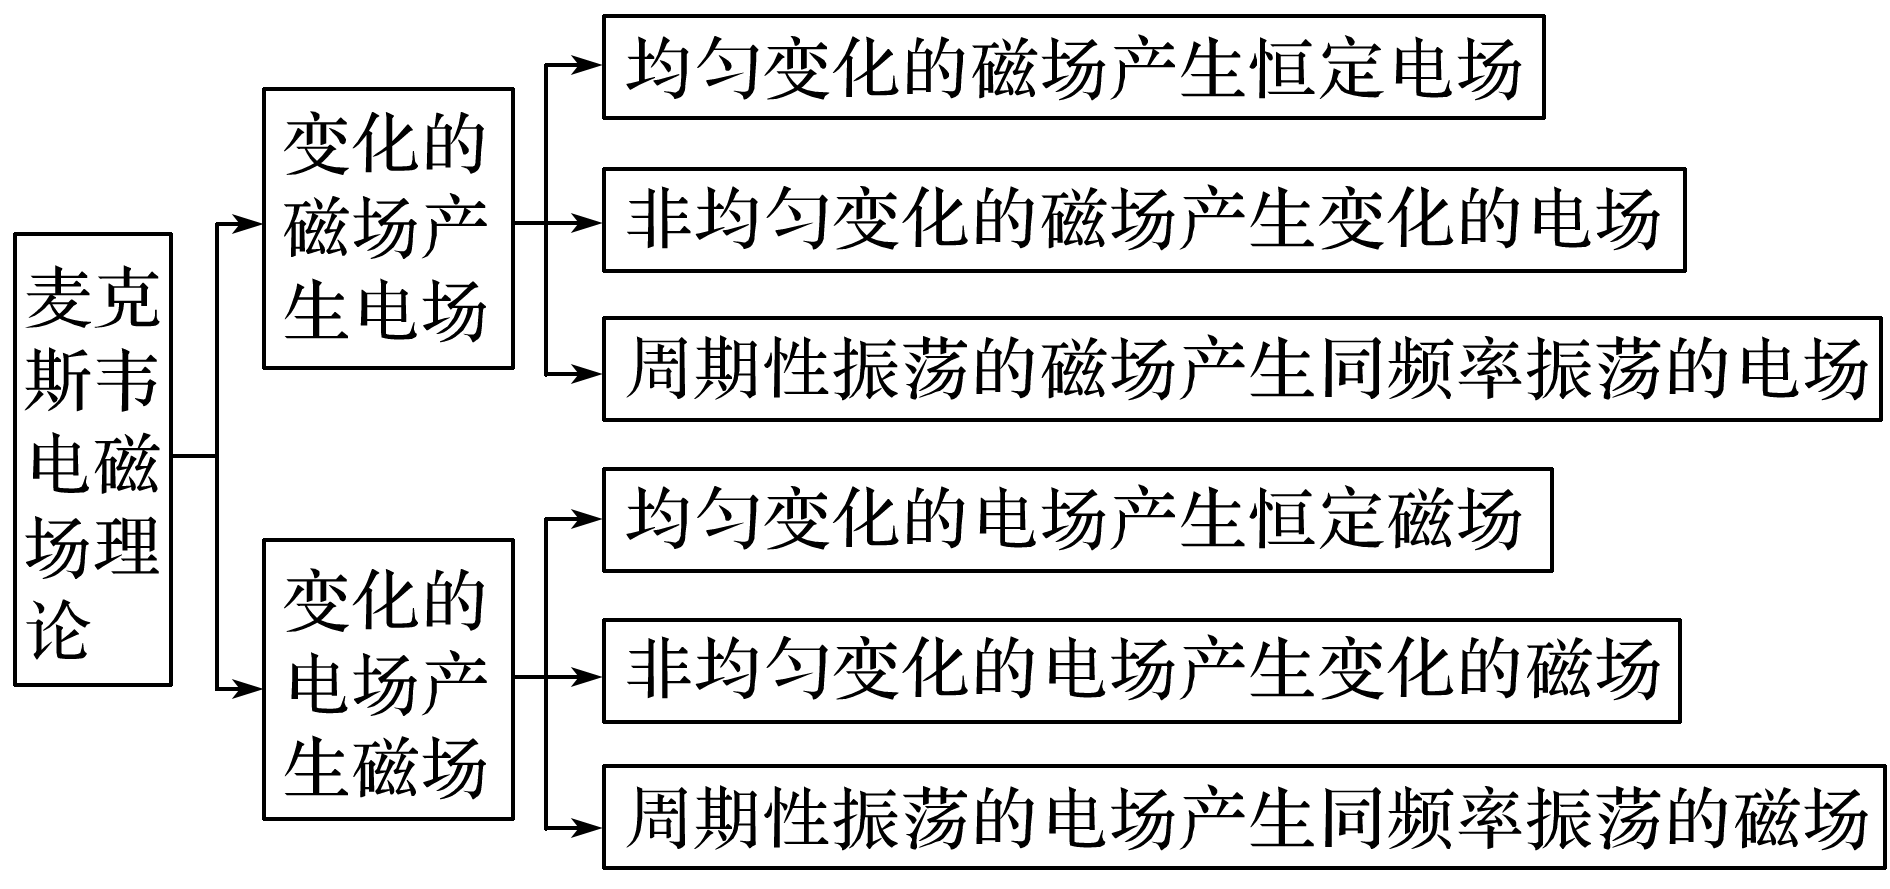 麦克
斯韦
电磁
场理
论
变化的
磁场产
生电场
均匀变化的磁场产生恒定电场
非均匀变化的磁场产生变化的电场
周期性振荡的磁场产生同频率振荡的电场
变化的
电场产
生磁场
均匀变化的电场产生恒定磁场
非均匀变化的电场产生变化的磁场
周期性振荡的电场产生同频率振荡的磁场